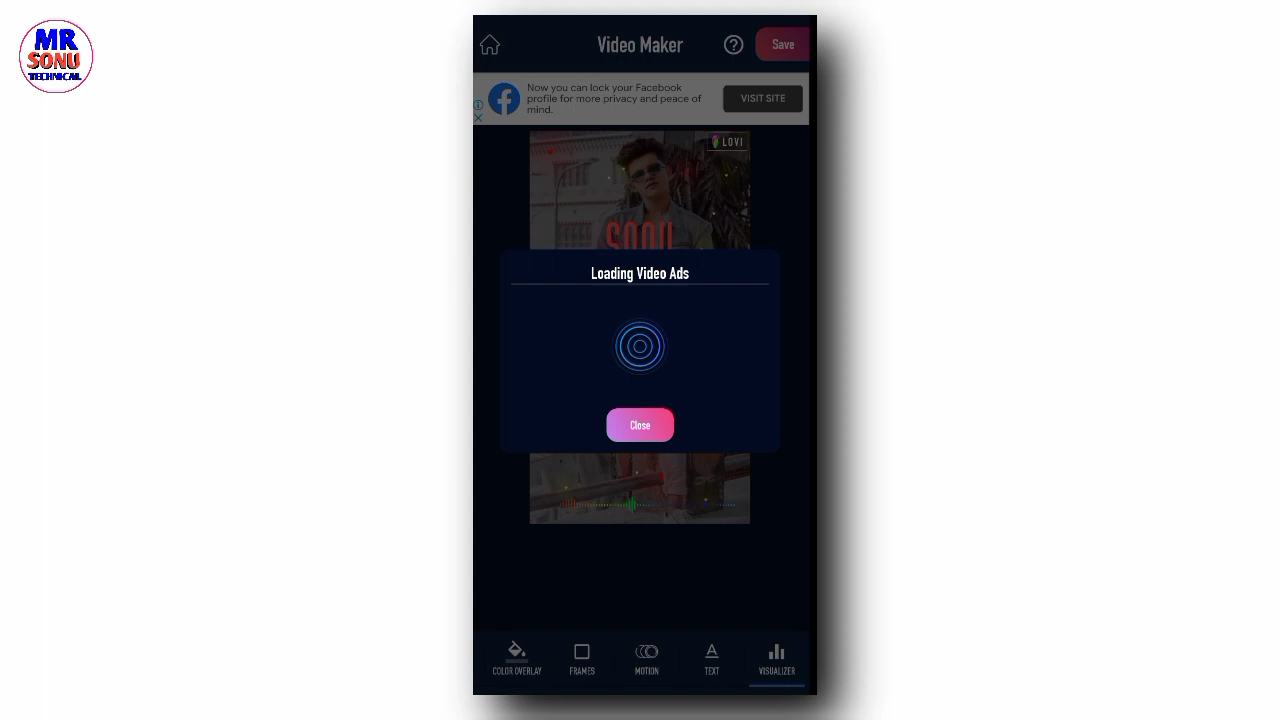 MR
SONU
TECHNICAL
Video Maker
Save
Now you can lock your Facebook
profile for more privacy and peace of
mind.
VISIT SITE
LOVI
SONU
Loading Video Ads
Close
COLOR OVERLAY
FRAMES
MOTION
TEXT
VISUALIZER